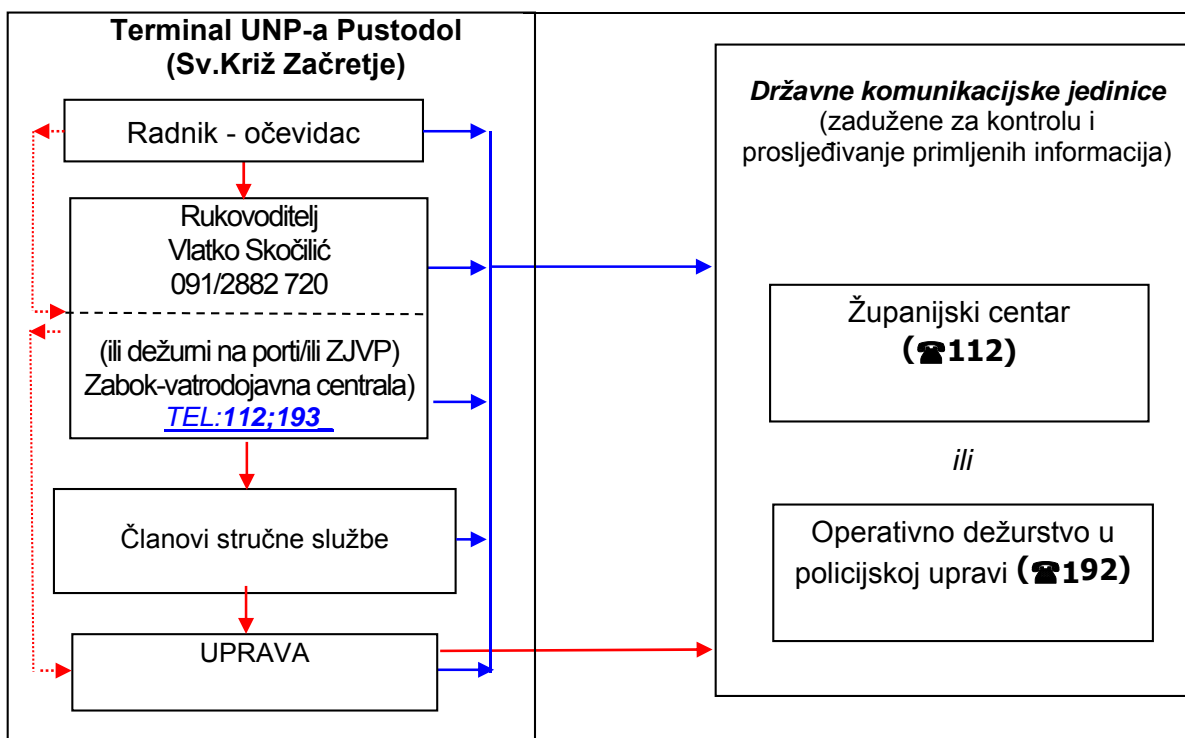 Terminal UNP-a Pustodol
(Sv.Križ Začretje)
Radnik - očevidac
Rukovoditelj
Vlatko Skočilić
091/2882 720
(ili dežurni na porti/ili ZJVP)
Zabok-vatrodojavna centrala)
TEL:112;193_
Članovi stručne službe
UPRAVA
Državne komunikacijske jedinice
(zadužene za kontrolu i
prosljeđivanje primljenih informacija)
Županijski centar
(☎112)
ili
Operativno dežurstvo u
policijskoj upravi (☎192)